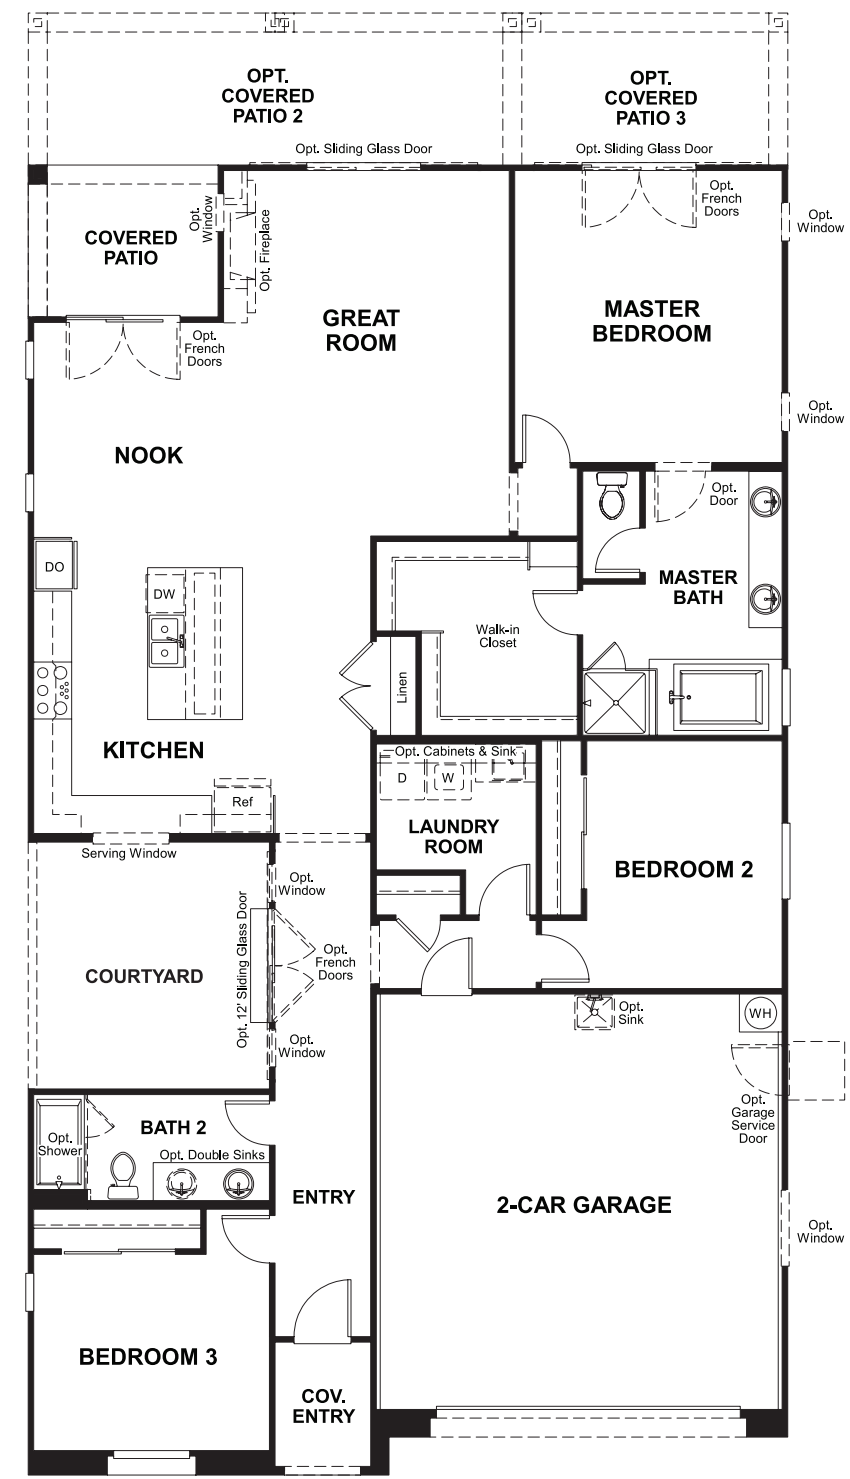 OPT.
COVERED
PATIO 2
OPT.
COVERED
PATIO 3
Opt. Sliding Glass Door
Opt. Sliding Glass Door
COVERED
PATIO
Opt.
Window
Opt. Fireplace
Opt.
French
Doors
Opt.
Window
GREAT
ROOM
MASTER
BEDROOM
Opt.
French
Doors
Opt.
Window
NOOK
Opt.
Door
DO
DW
MASTER
BATH
Walk-in
Closet
Linen
KITCHEN
Opt. Cabinets & Sink
D
W
Ref
LAUNDRY
ROOM
Serving Window
BEDROOM 2
Opt.
Window
Opt. 12' Sliding Glass Door
COURTYARD
Opt.
French
Doors
Opt.
Window
Opt.
Sink
WH
Opt.
Garage
Service
Door
BATH 2
Opt.
Shower
Opt. Double Sinks
ENTRY
2-CAR GARAGE
Opt.
Window
BEDROOM 3
COV.
ENTRY